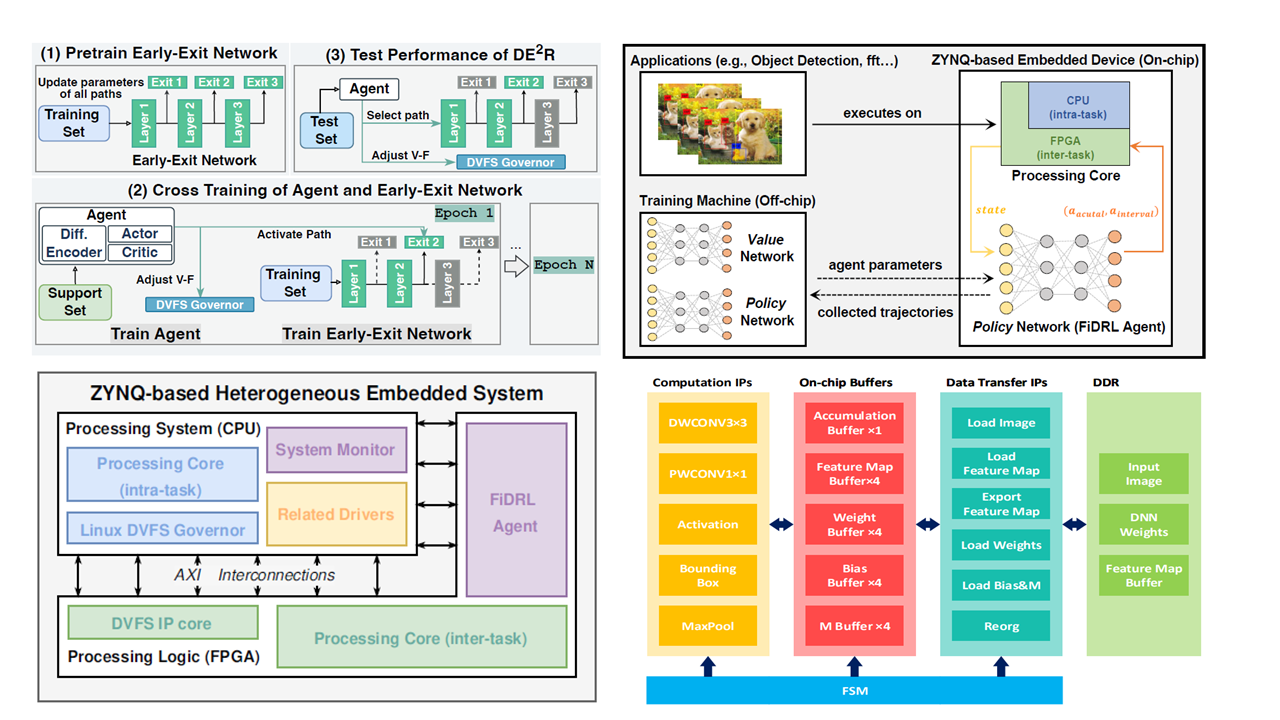 (1) Pretrain Early-Exit Network
Update parameters
of all paths
Exit 1
Exit 2
Exit 3
Training
Set
Layer 1
Layer 2
Layer 3
Early-Exit Network
(3) Test Performance of DE²R
Agent
Exit 1
Exit 2
Exit 3
Test
Set
Select path
Layer 1
Layer 2
Layer 3
Adjust V-F
DVFS Governor
(2) Cross Training of Agent and Early-Exit Network
Agent
Diff.
Encoder
Actor
Critic
Epoch 1
Activate Path
Exit 1
Exit 2
Exit 3
Adjust V-F
Training
Set
Layer 1
Layer 2
Layer 3
...
Epoch N
Support
Set
DVFS Governor
Train Agent
Train Early-Exit Network
Applications (e.g., Object Detection, fft…)
ZYNQ-based Embedded Device (On-chip)
executes on
CPU
(intra-task)
FPGA
(inter-task)
Processing Core
Training Machine (Off-chip)
Value
Network
Policy
Network
state
(a_acutal, a_interval)
agent parameters
collected trajectories
Policy Network (FiDRL Agent)
ZYNQ-based Heterogeneous Embedded System
Processing System (CPU)
Processing Core
(intra-task)
Linux DVFS Governor
System Monitor
Related Drivers
FiDRL
Agent
AXI Interconnections
DVFS IP core
Processing Core (inter-task)
Processing Logic (FPGA)
Computation IPs
DWCONV3×3
PWCONV1×1
Activation
Bounding
Box
MaxPool
On-chip Buffers
Accumulation
Buffer ×1
Feature Map
Buffer×4
Weight
Buffer ×4
Bias
Buffer ×4
M Buffer ×4
Data Transfer IPs
Load Image
Load
Feature Map
Export
Feature Map
Load Weights
Load Bias&M
Reorg
DDR
Input
Image
DNN
Weights
Feature Map
Buffer
FSM